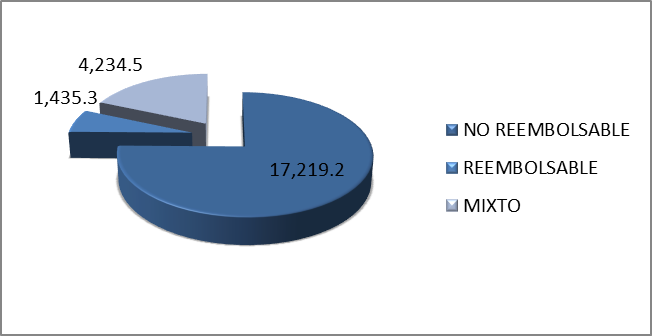 4,234.5
1,435.3
17,219.2
NO REEMBOLSABLE
REEMBOLSABLE
MIXTO